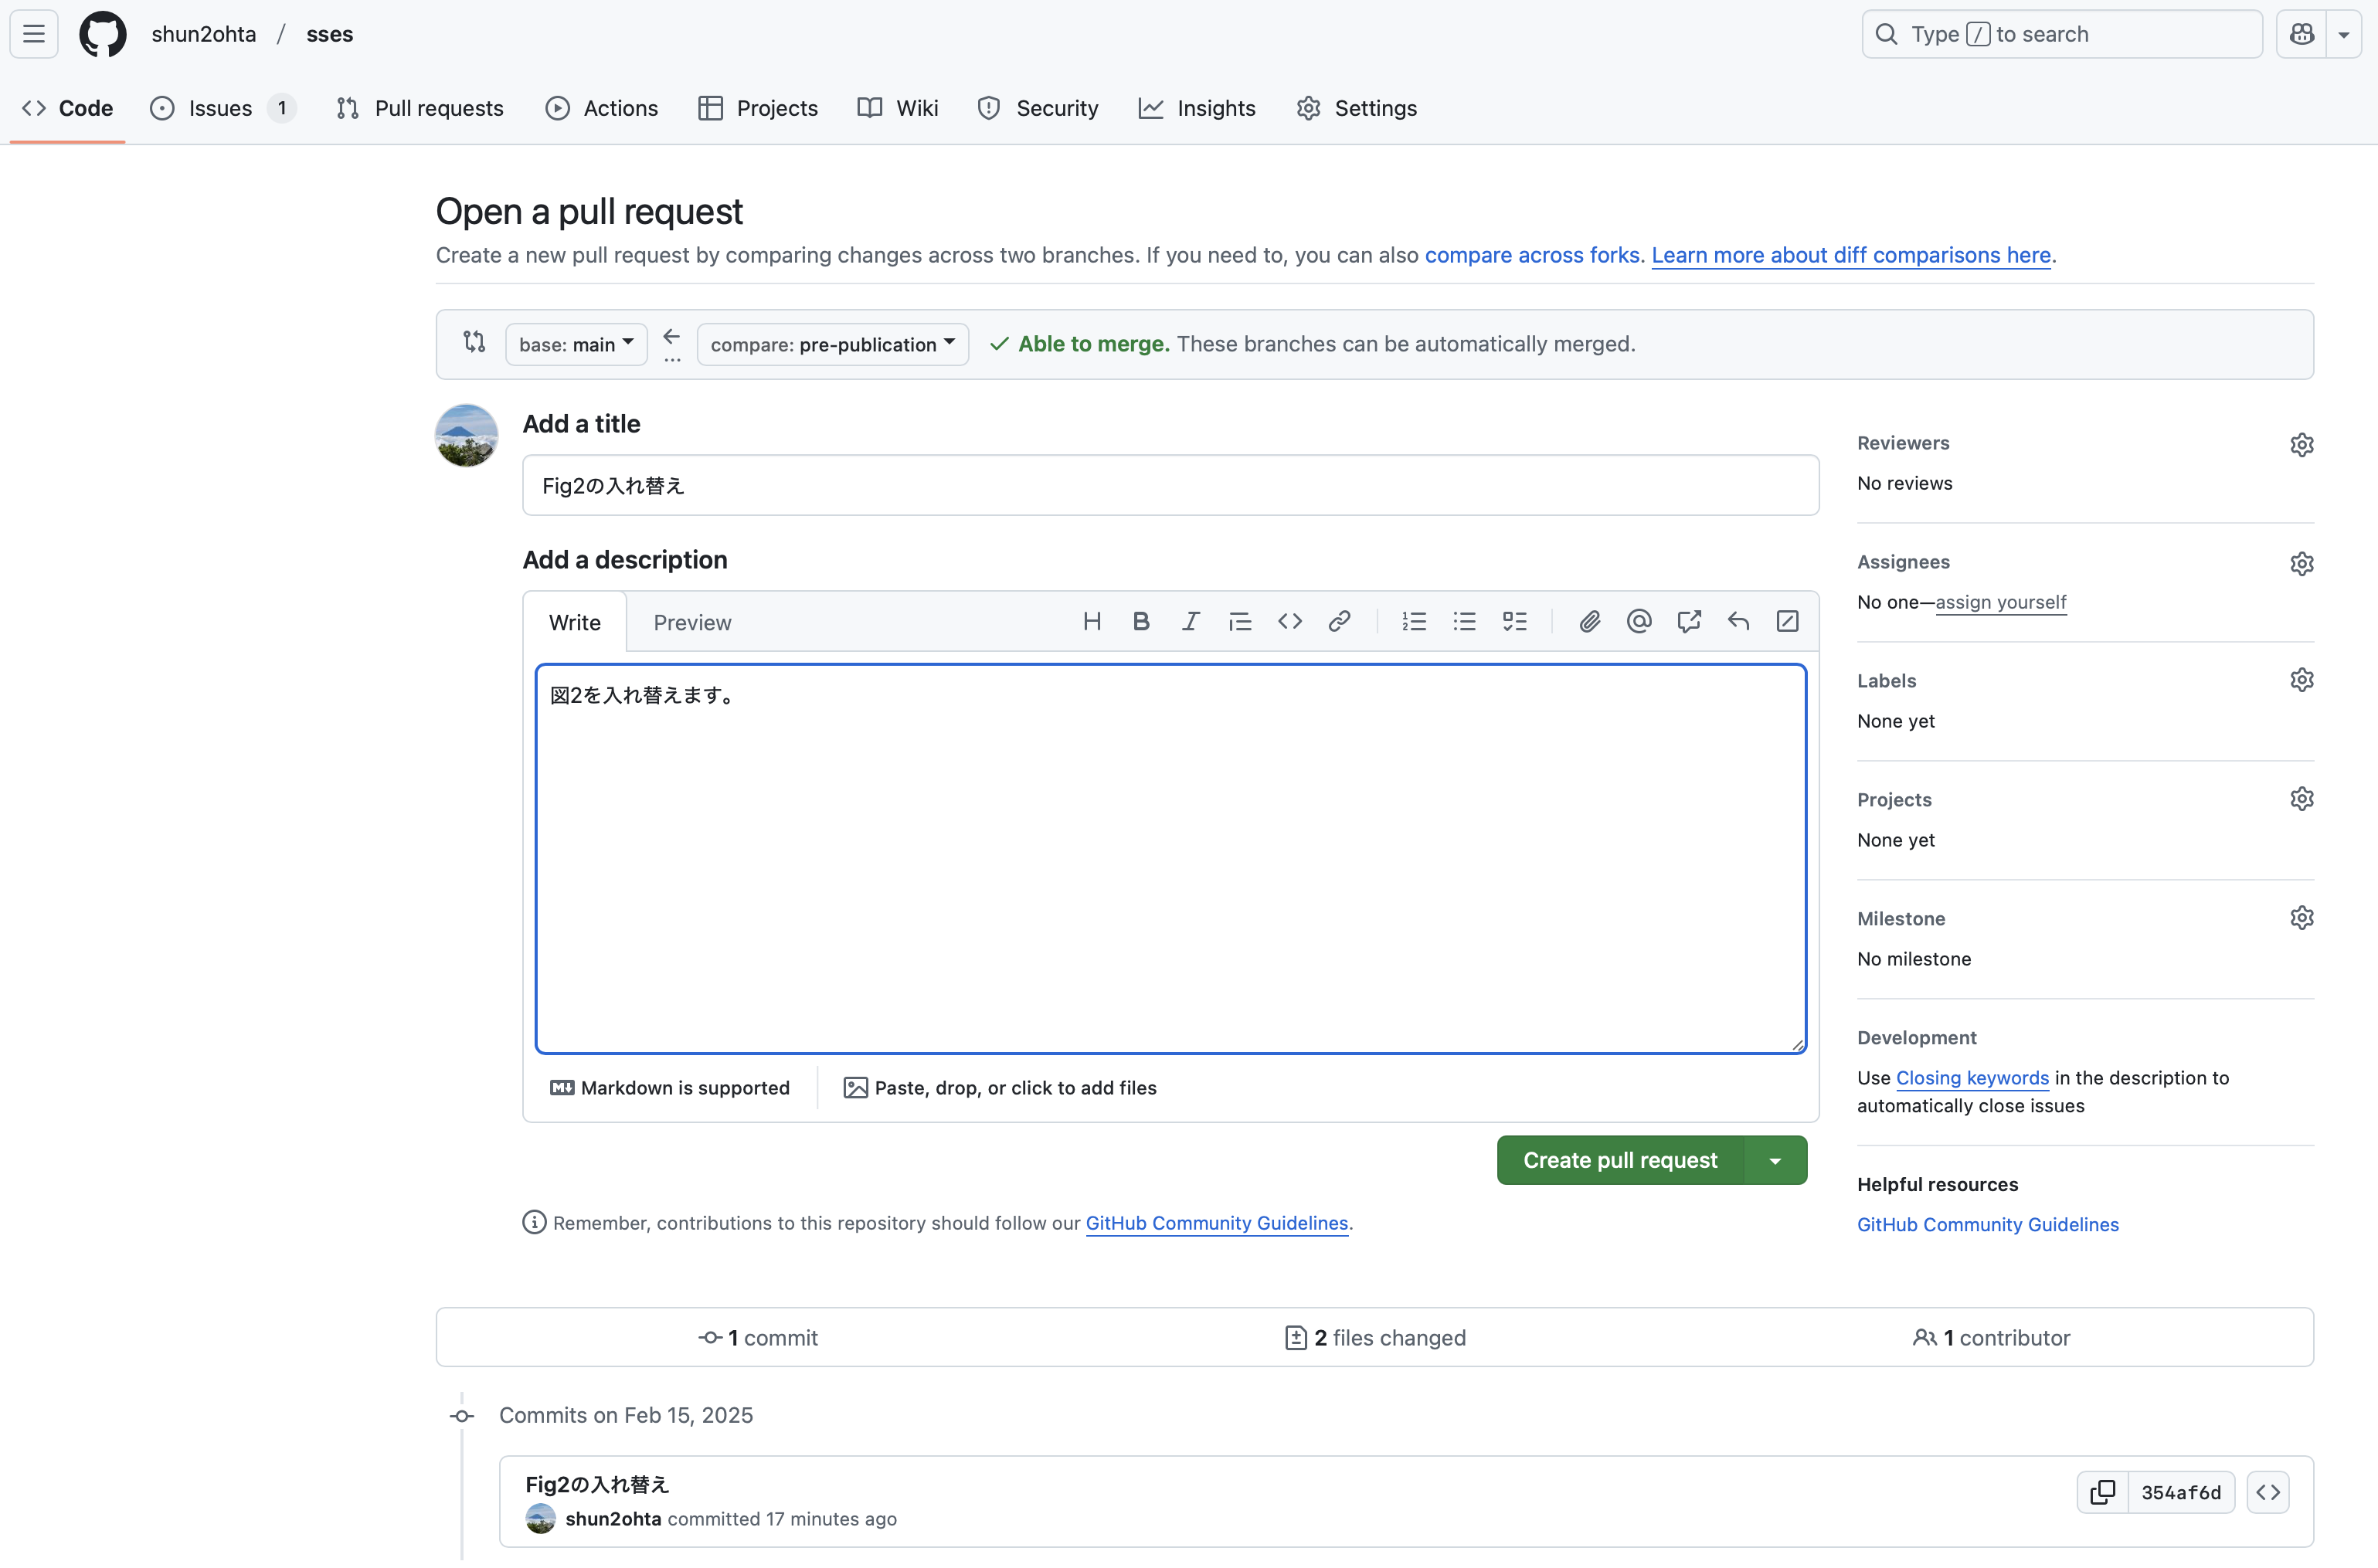 shun2ohta / sses
Type / to search
Code
Issues 1
Pull requests
Actions
Projects
Wiki
Security
Insights
Settings
Open a pull request
Create a new pull request by comparing changes across two branches. If you need to, you can also compare across forks. Learn more about diff comparisons here.
base: main
...
compare: pre-publication
Able to merge. These branches can be automatically merged.
Add a title
Fig2の入れ替え
Add a description
Write
Preview
図2を入れ替えます。
Markdown is supported
Paste, drop, or click to add files
Create pull request
Remember, contributions to this repository should follow our GitHub Community Guidelines.
Reviewers
No reviews
Assignees
No one—assign yourself
Labels
None yet
Projects
None yet
Milestone
No milestone
Development
Use Closing keywords in the description to
automatically close issues
Helpful resources
GitHub Community Guidelines
1 commit
2 files changed
1 contributor
Commits on Feb 15, 2025
Fig2の入れ替え
354af6d
shun2ohta committed 17 minutes ago